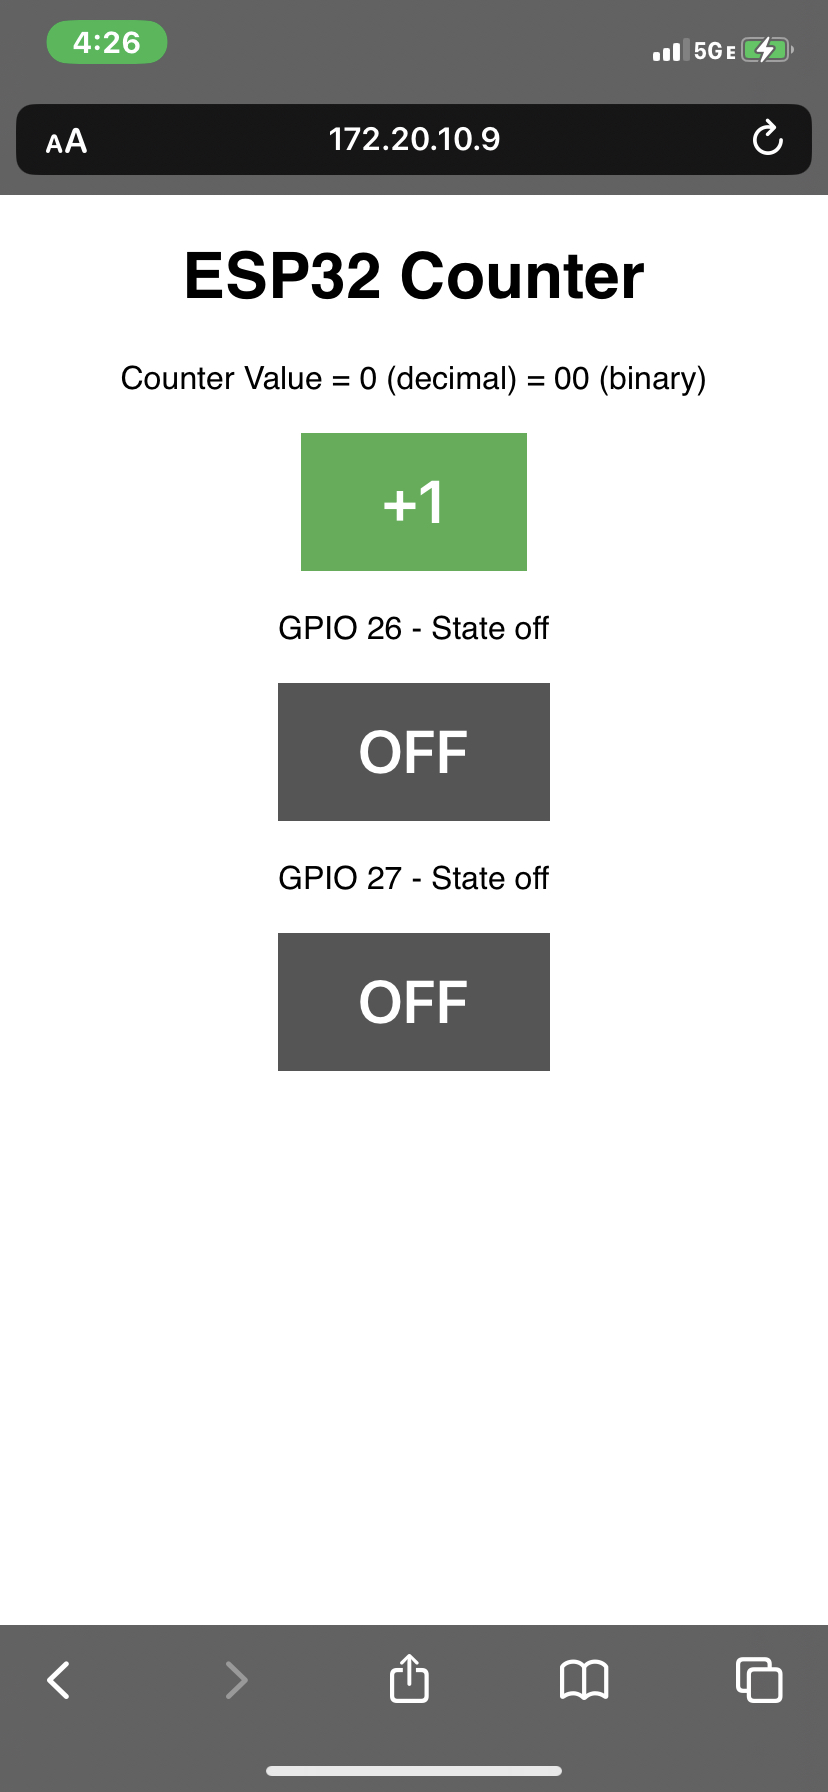 4:26
5G E
AA
172.20.10.9
ESP32 Counter
Counter Value = 0 (decimal) = 00 (binary)
+1
GPIO 26 - State off
OFF
GPIO 27 - State off
OFF